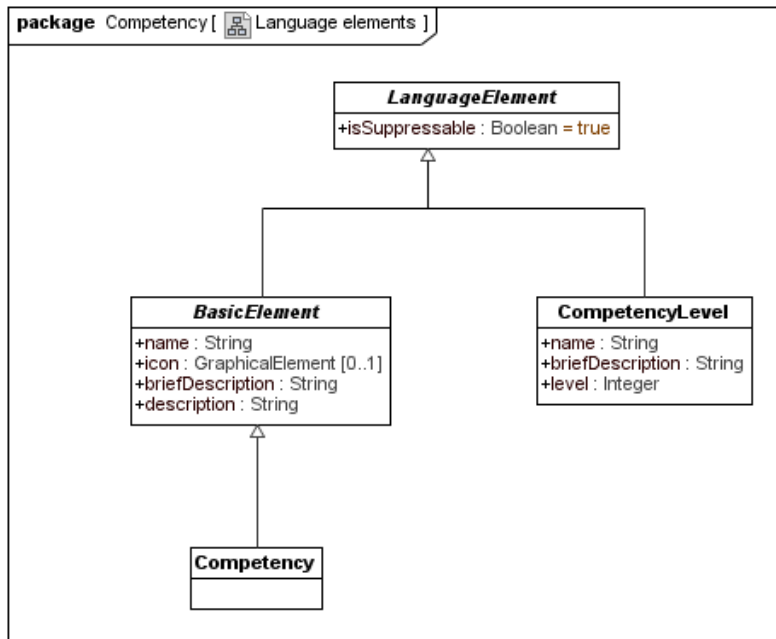 package Competency [ Language elements ]
LanguageElement
+isSuppressable : Boolean = true
BasicElement
+name : String
+icon : GraphicalElement [0..1]
+briefDescription : String
+description : String
CompetencyLevel
+name : String
+briefDescription : String
+level : Integer
Competency